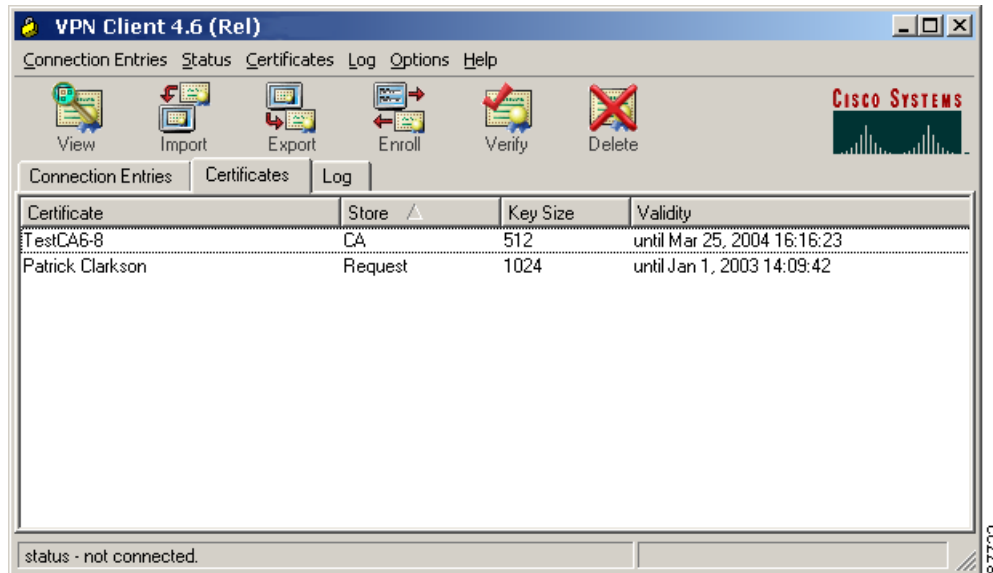 VPN Client 4.6 (Rel)
Connection Entries Status Certificates Log Options Help
View Import Export Enroll Verify Delete
CISCO SYSTEMS
Connection Entries Certificates Log
Certificate Store Key Size Validity
TestCA6-8 CA 512 until Mar 25, 2004 16:16:23
Patrick Clarkson Request 1024 until Jan 1, 2003 14:09:42
status - not connected.